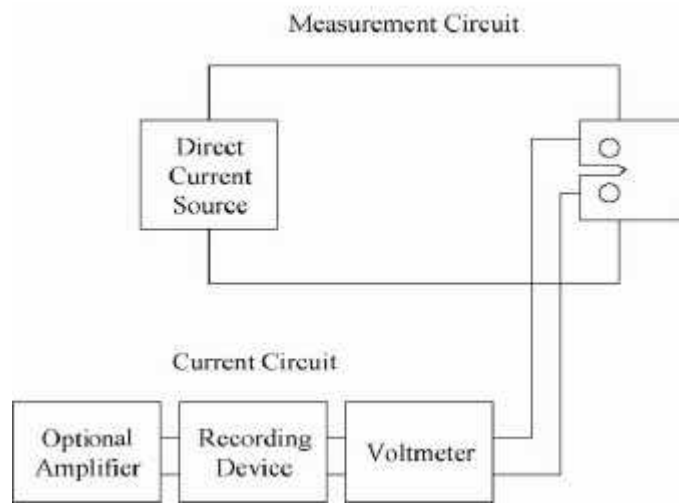 Measurement Circuit
Direct
Current
Source
Current Circuit
Optional
Amplifier
Recording
Device
Voltmeter